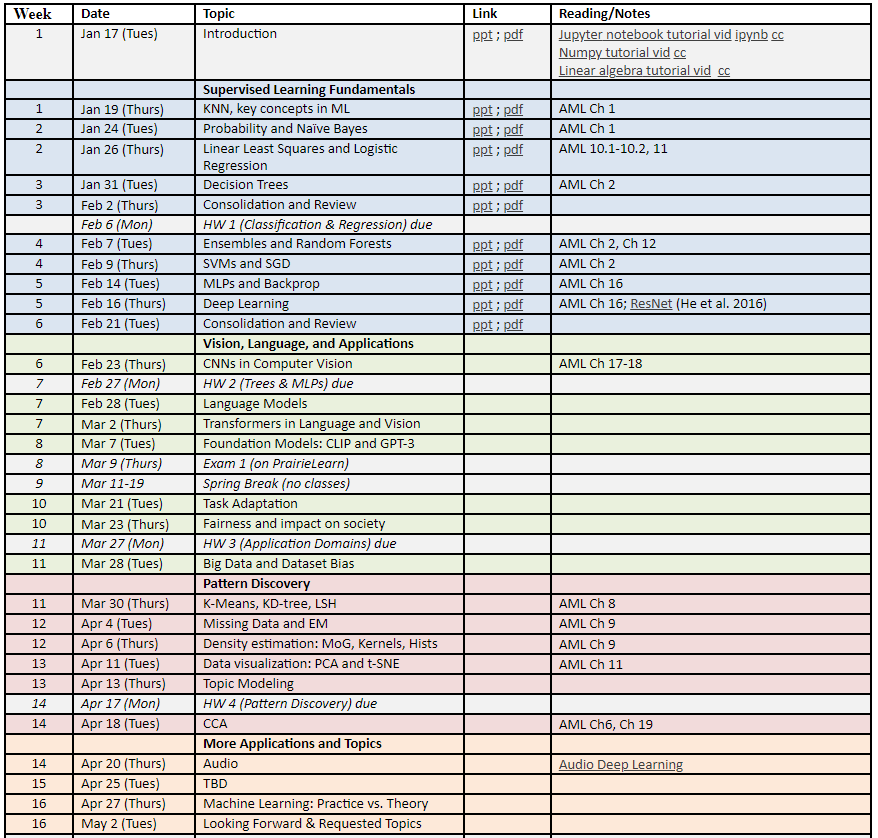 Week Date Topic Link Reading/Notes
1 Jan 17 (Tues) Introduction ppt ; pdf Jupyter notebook tutorial vid ipynb cc
Numpy tutorial vid cc
Linear algebra tutorial vid cc
Supervised Learning Fundamentals
1 Jan 19 (Thurs) KNN, key concepts in ML ppt ; pdf AML Ch 1
2 Jan 24 (Tues) Probability and Naïve Bayes ppt ; pdf AML Ch 1
2 Jan 26 (Thurs) Linear Least Squares and Logistic ppt ; pdf AML 10.1-10.2, 11
Regression
3 Jan 31 (Tues) Decision Trees ppt ; pdf AML Ch 2
3 Feb 2 (Thurs) Consolidation and Review ppt ; pdf
Feb 6 (Mon) HW 1 (Classification & Regression) due
4 Feb 7 (Tues) Ensembles and Random Forests ppt ; pdf AML Ch 2, Ch 12
4 Feb 9 (Thurs) SVMs and SGD ppt ; pdf AML Ch 2
5 Feb 14 (Tues) MLPs and Backprop ppt ; pdf AML Ch 16
5 Feb 16 (Thurs) Deep Learning ppt ; pdf AML Ch 16; ResNet (He et al. 2016)
6 Feb 21 (Tues) Consolidation and Review ppt ; pdf
Vision, Language, and Applications
6 Feb 23 (Thurs) CNNs in Computer Vision AML Ch 17-18
7 Feb 27 (Mon) HW 2 (Trees & MLPs) due
7 Feb 28 (Tues) Language Models
7 Mar 2 (Thurs) Transformers in Language and Vision
8 Mar 7 (Tues) Foundation Models: CLIP and GPT-3
8 Mar 9 (Thurs) Exam 1 (on PrairieLearn)
9 Mar 11-19 Spring Break (no classes)
10 Mar 21 (Tues) Task Adaptation
10 Mar 23 (Thurs) Fairness and impact on society
11 Mar 27 (Mon) HW 3 (Application Domains) due
11 Mar 28 (Tues) Big Data and Dataset Bias
Pattern Discovery
11 Mar 30 (Thurs) K-Means, KD-tree, LSH AML Ch 8
12 Apr 4 (Tues) Missing Data and EM AML Ch 9
12 Apr 6 (Thurs) Density estimation: MoG, Kernels, Hists AML Ch 9
13 Apr 11 (Tues) Data visualization: PCA and t-SNE AML Ch 11
13 Apr 13 (Thurs) Topic Modeling
14 Apr 17 (Mon) HW 4 (Pattern Discovery) due
14 Apr 18 (Tues) CCA AML Ch6, Ch 19
More Applications and Topics
14 Apr 20 (Thurs) Audio Audio Deep Learning
15 Apr 25 (Tues) TBD
16 Apr 27 (Thurs) Machine Learning: Practice vs. Theory
16 May 2 (Tues) Looking Forward & Requested Topics